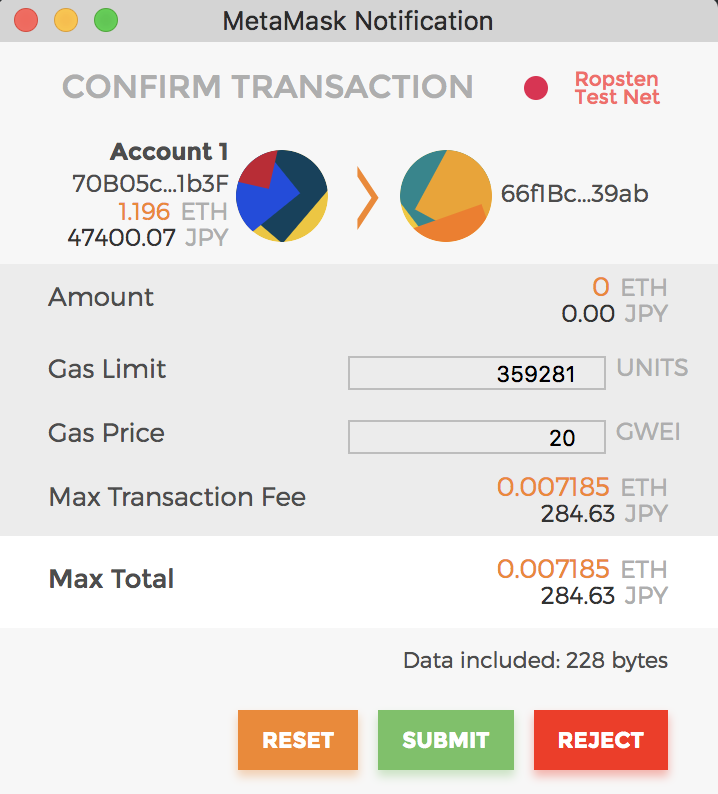 MetaMask Notification
CONFIRM TRANSACTION
Ropsten
Test Net
Account 1
70B05c...1b3F
1.196 ETH
47400.07 JPY
66f1Bc...39ab
Amount
0 ETH
0.00 JPY
Gas Limit
359281 UNITS
Gas Price
20 GWEI
Max Transaction Fee
0.007185 ETH
284.63 JPY
Max Total
0.007185 ETH
284.63 JPY
Data included: 228 bytes
RESET
SUBMIT
REJECT